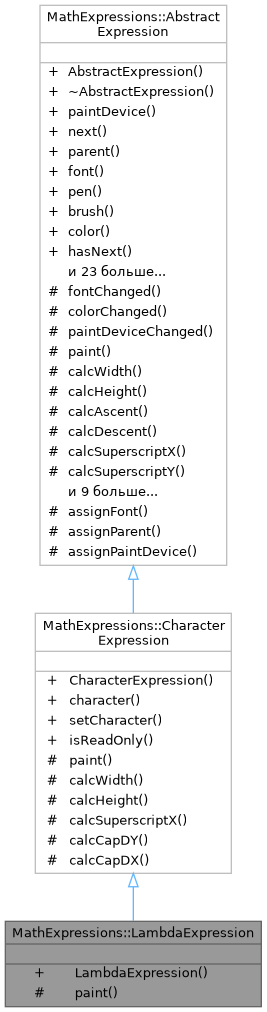 MathExpressions::Abstract
Expression
+ AbstractExpression()
+ ~AbstractExpression()
+ paintDevice()
+ next()
+ parent()
+ font()
+ pen()
+ brush()
+ color()
+ hasNext()
и 23 больше...
# fontChanged()
# colorChanged()
# paintDeviceChanged()
# paint()
# calcWidth()
# calcHeight()
# calcAscent()
# calcDescent()
# calcSuperscriptX()
# calcSuperscriptY()
и 9 больше...
# assignFont()
# assignParent()
# assignPaintDevice()
MathExpressions::Character
Expression
+ CharacterExpression()
+ character()
+ setCharacter()
+ isReadOnly()
# paint()
# calcWidth()
# calcHeight()
# calcSuperscriptX()
# calcCapDY()
# calcCapDX()
MathExpressions::LambdaExpression
+ LambdaExpression()
# paint()